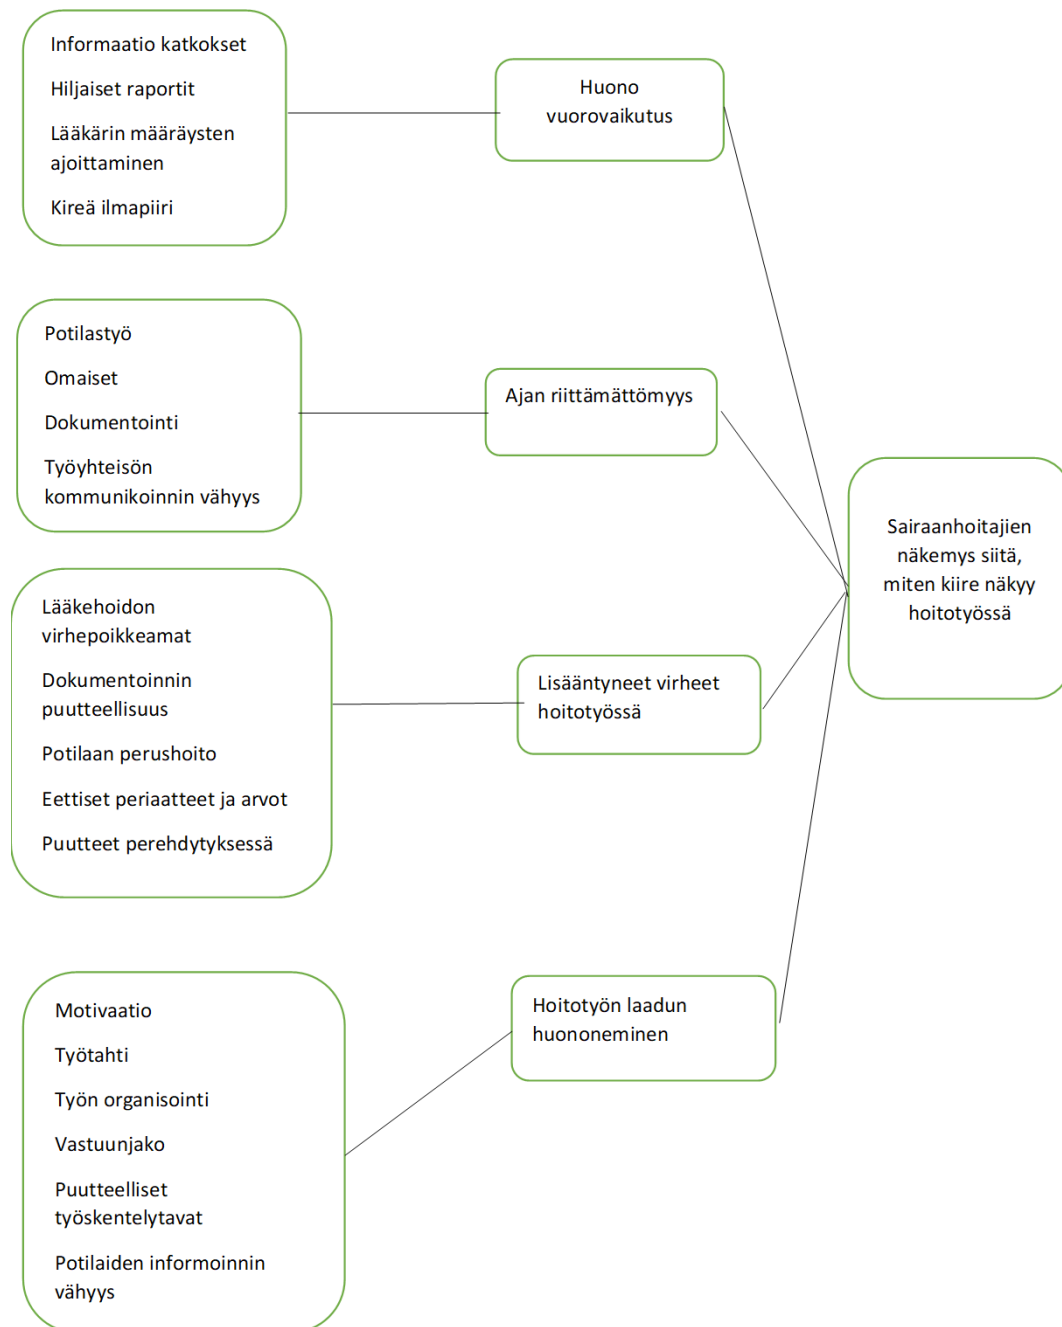 Informaatio katkokset
Hiljaiset raportit
Lääkärin määräysten
ajoittaminen
Kireä ilmapiiri
Huono
vuorovaikutus
Potilastyö
Omaiset
Dokumentointi
Työyhteisön
kommunikoinnin vähyys
Ajan riittämättömyys
Lääkehoidon
virhepoikkeamat
Dokumentoinnin
puutteellisuus
Potilaan perushoito
Eettiset periaatteet ja arvot
Puutteet perehdytyksessä
Lisääntyneet virheet
hoitotyössä
Motivaatio
Työtahti
Työn organisointi
Vastuunjako
Puutteelliset
työskentelytavat
Potilaiden informoinnin
vähyys
Hoitotyön laadun
huononeminen
Sairaanhoitajien
näkemys siitä,
miten kiire näkyy
hoitotyössä